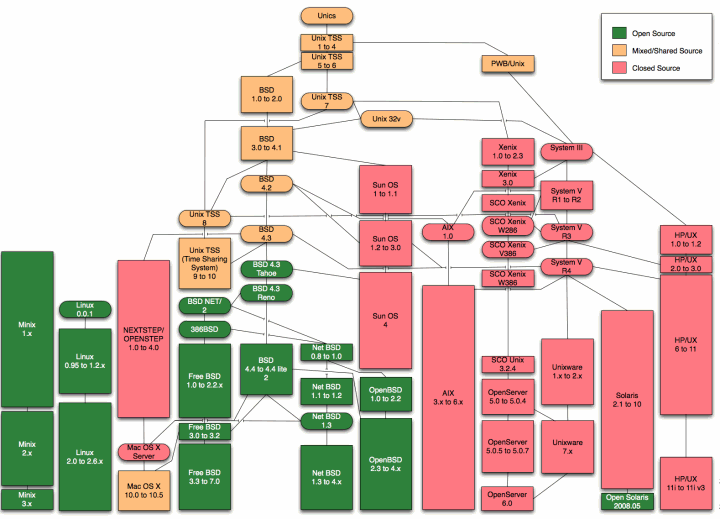 Unics
Unix TSS
1 to 4
Unix TSS
5 to 6
PWB/Unix
Open Source
Mixed/Shared Source
Closed Source
BSD
1.0 to 2.0
Unix TSS
7
Unix 32v
BSD
3.0 to 4.1
Xenix
1.0 to 2.3
System III
Xenix
3.0
BSD
4.2
Sun OS
1 to 1.1
SCO Xenix
System V
R1 to R2
Unix TSS
8
SCO Xenix
W286
AIX
1.0
System V
R3
BSD
4.3
Sun OS
1.2 to 3.0
HP/UX
1.0 to 1.2
Unix TSS
(Time Sharing
System)
9 to 10
SCO Xenix
V386
HP/UX
2.0 to 3.0
BSD 4.3
Tahoe
SCO Xenix
W386
System V
R4
BSD 4.3
Reno
BSD NET/
2
Linux
0.0.1
Minix
1.x
NEXTSTEP/
OPENSTEP
1.0 to 4.0
386BSD
Sun OS
4
HP/UX
6 to 11
Linux
0.95 to 1.2.x
Net BSD
0.8 to 1.0
BSD
4.4 to 4.4 lite
2
SCO Unix
3.2.4
Unixware
1.x to 2.x
Free BSD
1.0 to 2.2.x
Net BSD
1.1 to 1.2
OpenBSD
1.0 to 2.2
AIX
3.x to 6.x
OpenServer
5.0 to 5.0.4
Solaris
2.1 to 10
Net BSD
1.3
Free BSD
3.0 to 3.2
Minix
2.x
Linux
2.0 to 2.6.x
Mac OS X
Server
OpenServer
5.0.5 to 5.0.7
Unixware
7.x
OpenBSD
2.3 to 4.x
Mac OS X
10.0 to 10.5
Free BSD
3.3 to 7.0
Net BSD
1.3 to 4.x
HP/UX
11i to 11i v3
Minix
3.x
OpenServer
6.0
Open Solaris
2008.05